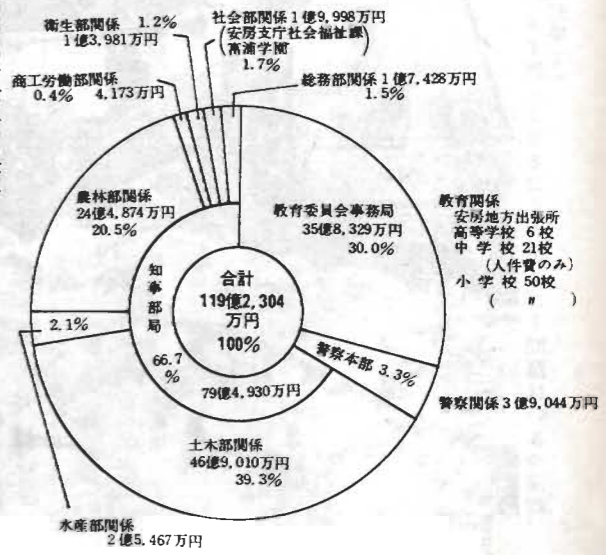 衛生部関係 1.2%
1億3,981万円
社会部関係1億9,998万円
(安房支庁社会福祉課
富浦学園)
1.7%
商工労働部関係
0.4% 4,173万円
総務部関係1億7,428万円
1.5%
農林部関係
24億4,874万円
20.5%
教育委員会事務局
35億8,329万円
30.0%
教育関係
安房地方出張所
高等学校 6校
中学校 21校
(人件費のみ)
小学校 50校
( 〃 )
知事部局
66.7
%
79億4,930万円
合計
119億2,304
万円
100%
2.1%
警察本部 3.3%
警察関係3億9,044万円
土木部関係
46億9,010万円
39.3%
水産部関係
2億5,467万円